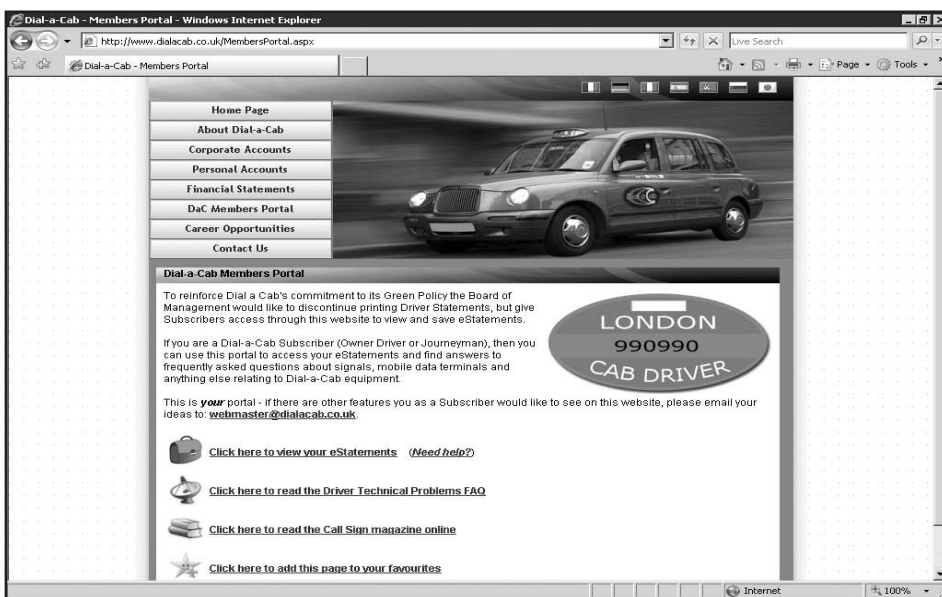 Dial-a-Cab - Members Portal - Windows Internet Explorer
http://www.dialacab.co.uk/MembersPortal.aspx
Live Search
Dial-a-Cab - Members Portal
Page
Tools
Home Page
About Dial-a-Cab
Corporate Accounts
Personal Accounts
Financial Statements
DaC Members Portal
Career Opportunities
Contact Us
Dial-a-Cab Members Portal
To reinforce Dial a Cab's commitment to its Green Policy the Board of
Management would like to discontinue printing Driver Statements, but give
Subscribers access through this website to view and save eStatements.
If you are a Dial-a-Cab Subscriber (Owner Driver or Journeyman), then you
can use this portal to access your eStatements and find answers to
frequently asked questions about signals, mobile data terminals and
anything else relating to Dial-a-Cab equipment.
LONDON
990990
CAB DRIVER
This is your portal - if there are other features you as a Subscriber would like to see on this website, please email your
ideas to: webmaster@dialacab.co.uk.
Click here to view your eStatements (Need help?)
Click here to read the Driver Technical Problems FAQ
Click here to read the Call Sign magazine online
Click here to add this page to your favourites
Internet
100%